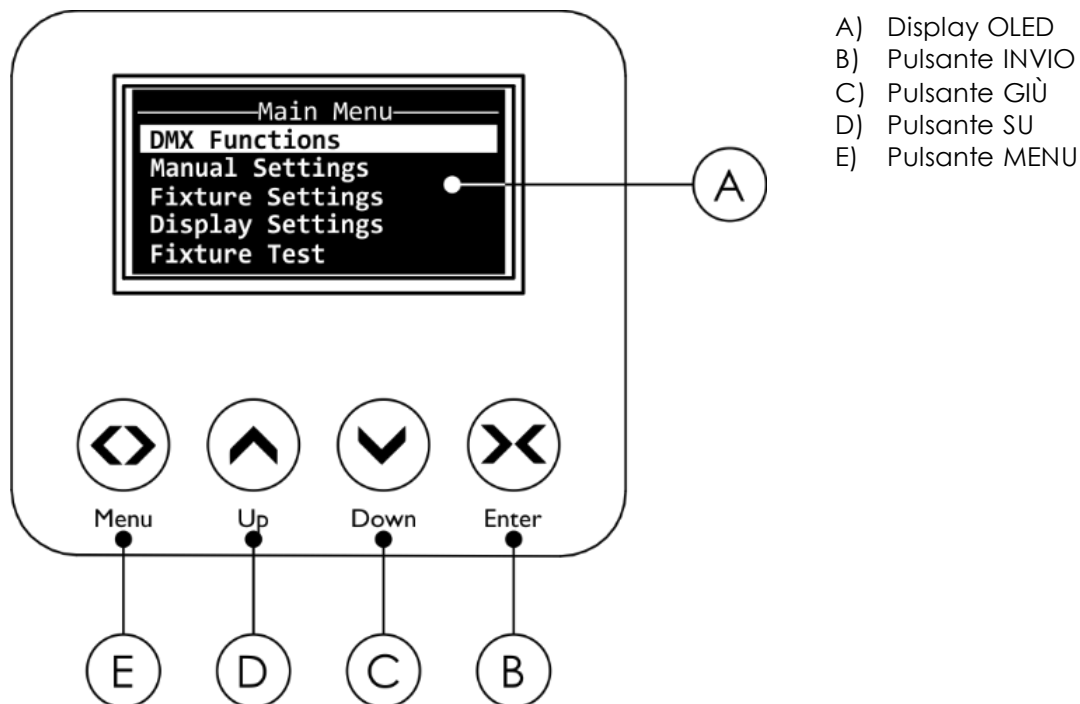 Main Menu
DMX Functions
Manual Settings
Fixture Settings
Display Settings
Fixture Test
A
Menu
Up
Down
Enter
E
D
C
B
A) Display OLED
B) Pulsante INVIO
C) Pulsante GIÙ
D) Pulsante SU
E) Pulsante MENU